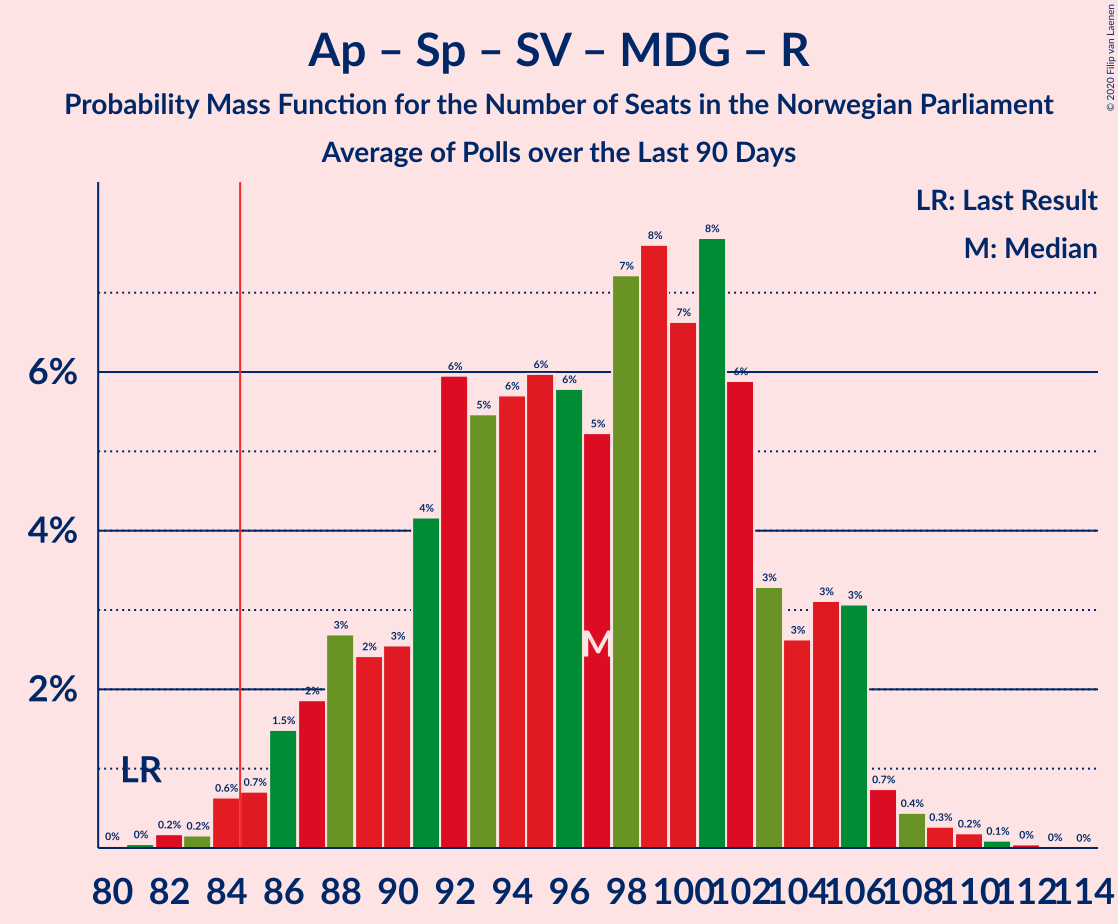 Ap – Sp – SV – MDG – R
Probability Mass Function for the Number of Seats in the Norwegian Parliament
Average of Polls over the Last 90 Days
© 2020 Filip van Laenen
LR: Last Result
M: Median
6%
4%
2%
LR
M
0% 0% 0.2% 0.2% 0.6% 0.7% 1.5% 2% 3% 2% 3% 4% 6% 5% 6% 6% 6% 5% 7% 8% 7% 8% 6% 3% 3% 3% 3% 0.7% 0.4% 0.3% 0.2% 0.1% 0% 0% 0%
80 82 84 86 88 90 92 94 96 98 100 102 104 106 108 110 112 114